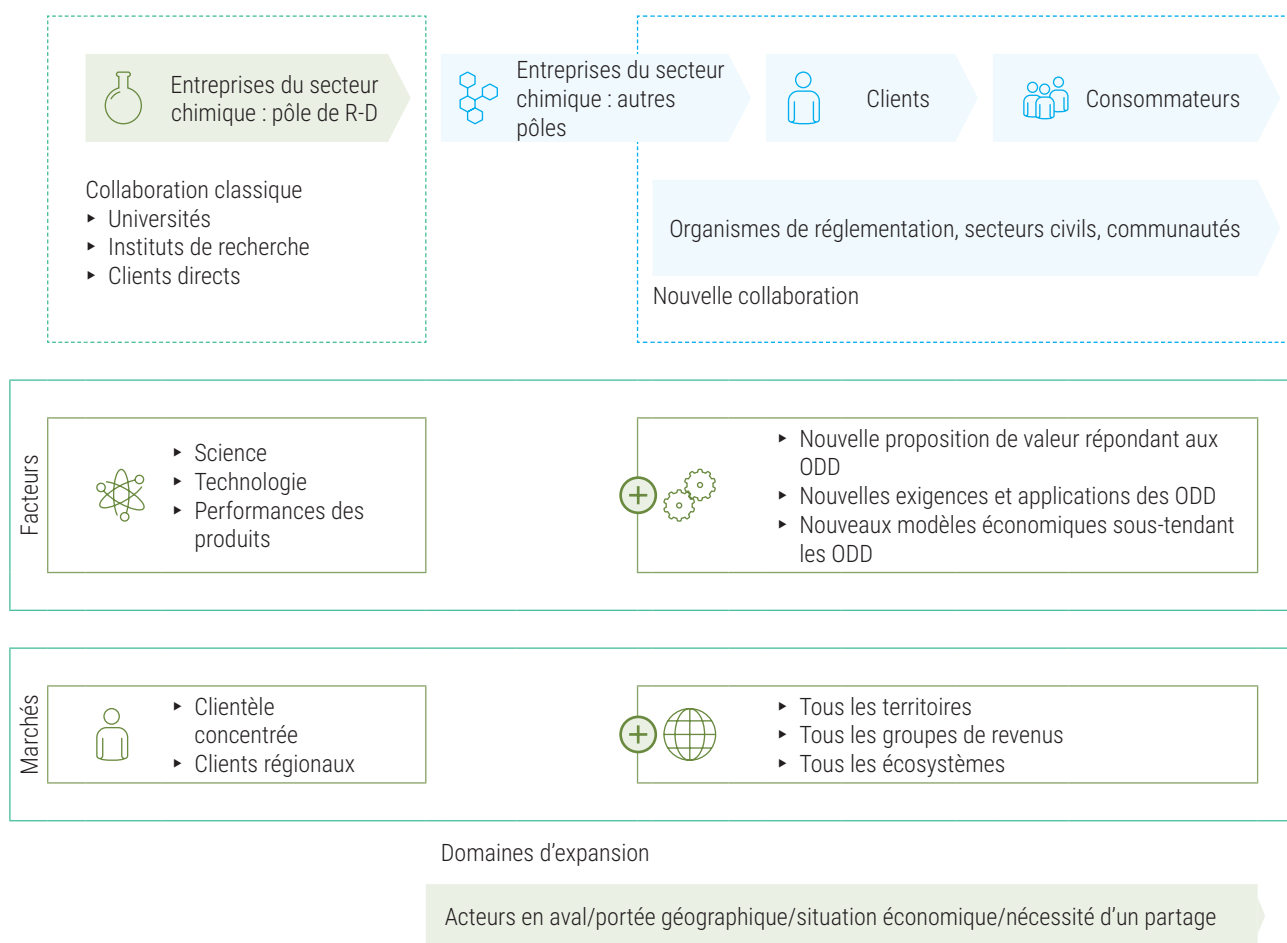 Entreprises du secteur
chimique : pôle de R-D
Entreprises du secteur
chimique : autres
pôles
Clients
Consommateurs
Collaboration classique
▸ Universités
▸ Instituts de recherche
▸ Clients directs
Organismes de réglementation, secteurs civils, communautés
Nouvelle collaboration
Facteurs
▸ Science
▸ Technologie
▸ Performances des
produits
▸ Nouvelle proposition de valeur répondant aux
ODD
▸ Nouvelles exigences et applications des ODD
▸ Nouveaux modèles économiques sous-tendant
les ODD
Marchés
▸ Clientèle
concentrée
▸ Clients régionaux
▸ Tous les territoires
▸ Tous les groupes de revenus
▸ Tous les écosystèmes
Domaines d’expansion
Acteurs en aval/portée géographique/situation économique/nécessité d’un partage